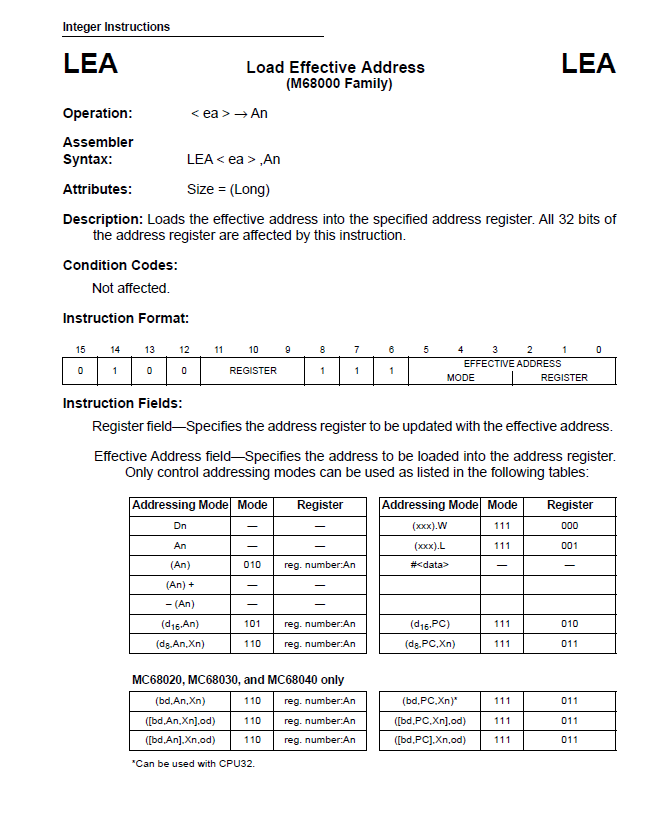 Integer Instructions
LEA Load Effective Address LEA
(M68000 Family)
Operation: < ea > → An
Assembler
Syntax: LEA < ea > ,An
Attributes: Size = (Long)
Description: Loads the effective address into the specified address register. All 32 bits of
the address register are affected by this instruction.
Condition Codes:
Not affected.
Instruction Format:
15 14 13 12 11 10 9 8 7 6 5 4 3 2 1 0
0 1 0 0 REGISTER 1 1 1 EFFECTIVE ADDRESS
MODE REGISTER
Instruction Fields:
Register field—Specifies the address register to be updated with the effective address.
Effective Address field—Specifies the address to be loaded into the address register.
Only control addressing modes can be used as listed in the following tables:
Addressing Mode Mode Register Addressing Mode Mode Register
Dn — — (xxx).W 111 000
An — — (xxx).L 111 001
(An) 010 reg. number:An #<data> — —
(An) + — —
– (An) — —
(d16,An) 101 reg. number:An (d16,PC) 111 010
(d8,An,Xn) 110 reg. number:An (d8,PC,Xn) 111 011
MC68020, MC68030, and MC68040 only
(bd,An,Xn) 110 reg. number:An (bd,PC,Xn)* 111 011
([bd,An,Xn],od) 110 reg. number:An ([bd,PC,Xn],od) 111 011
([bd,An],Xn,od) 110 reg. number:An ([bd,PC],Xn,od) 111 011
*Can be used with CPU32.